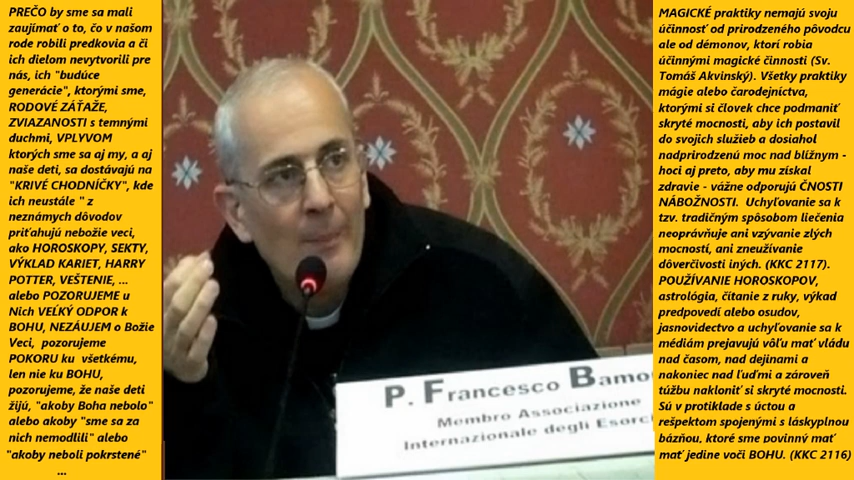 PREČO by sme sa mali
zaujímať o to, čo v našom
rode robili predkovia a či
ich dielom nevytvorili pre
nás, ich "budúce
generácie", ktorými sme,
RODOVÉ ZÁŤAŽE,
ZVIAZANOSTI s temnými
duchmi, VPLYVOM
ktorých sme sa aj my, a aj
naše deti, sa dostávajú na
"KRIVÉ CHODNÍČKY", kde
ich neustále " z
neznámych dôvodov
priťahujú nebožie veci,
ako HOROSKOPY, SEKTY,
VÝKLAD KARIET, HARRY
POTTER, VEŠTENIE, ...
alebo POZORUJEME u
Nich VEĽKÝ ODPOR k
BOHU, NEZÁUJEM o Božie
Veci, pozorujeme
POKORU ku všetkému,
len nie ku BOHU,
pozorujeme, že naše deti
žijú, "akoby Boha nebolo"
alebo akoby "sme sa za
nich nemodlili" alebo
"akoby neboli pokrstené"
...
P. Francesco Bamo
Membro Associazione
Internazionale degli Esorci
MAGICKÉ praktiky nemajú svoju
účinnosť od prirodzeného pôvodcu
ale od démonov, ktorí robia
účinnými magické činnosti (Sv.
Tomáš Akvinský). Všetky praktiky
mágie alebo čarodejníctva,
ktorými si človek chce podmaniť
skryté mocnosti, aby ich postavil
do svojich služieb a dosiahol
nadprirodzenú moc nad blížnym -
hoci aj preto, aby mu získal
zdravie - vážne odporujú ČNOSTI
NÁBOŽNOSTI. Uchyľovanie sa k
tzv. tradičným spôsobom liečenia
neoprávňuje ani vzývanie zlých
mocností, ani zneužívanie
dôverčivosti iných. (KKC 2117).
POUŽÍVANIE HOROSKOPOV,
astrológia, čítanie z ruky, výkad
predpovedí alebo osudov,
jasnovidectvo a uchyľovanie sa k
médiám prejavujú vôľu mať vládu
nad časom, nad dejinami a
nakoniec nad ľuďmi a zároveň
túžbu nakloniť si skryté mocnosti.
Sú v protiklade s úctou a
rešpektom spojenými s láskyplnou
bázňou, ktoré sme povinný mať
mať jedine voči BOHU. (KKC 2116)